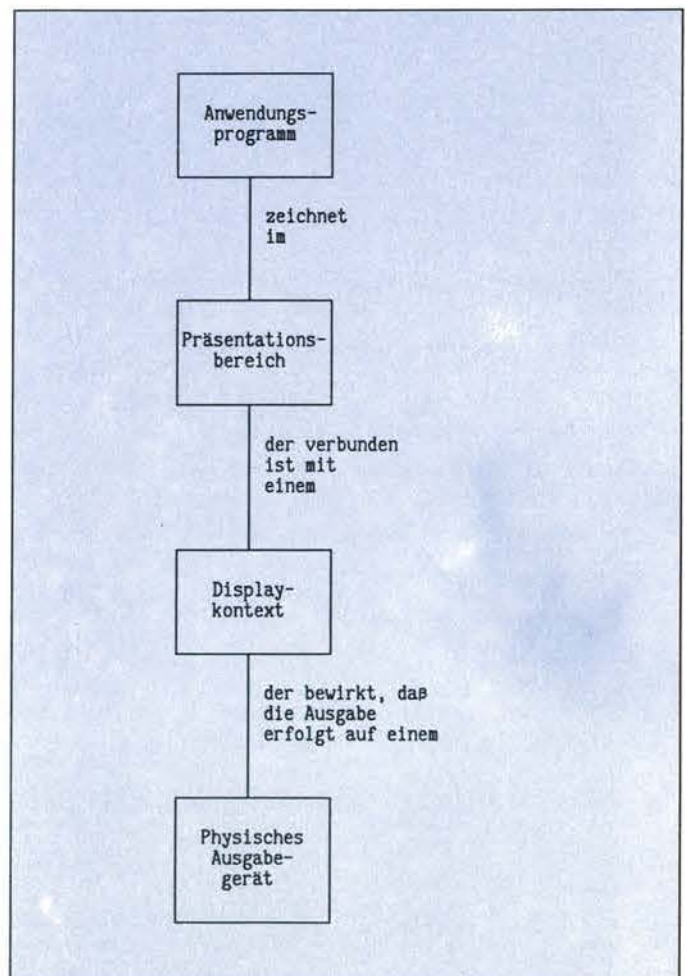 Anwendungs-
programm
zeichnet
im
Präsentations-
bereich
der verbunden
ist mit
einem
Display-
kontext
der bewirkt, daß
die Ausgabe
erfolgt auf einem
Physisches
Ausgabe-
gerät